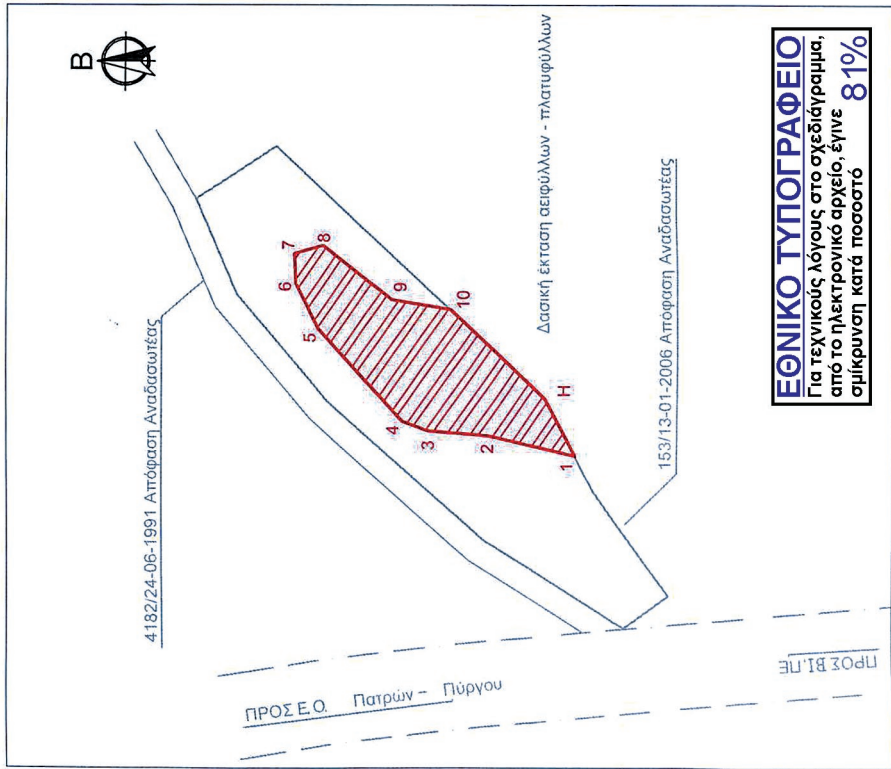 Β
4182/24-06-1991 Απόφαση Αναδασωτέας
7
8
6
5
9
10
4
3
2
Η
1
Δασική έκταση αειφύλλων - πλατυφύλλων
153/13-01-2006 Απόφαση Αναδασωτέας
ΠΡΟΣ Ε.Ο. Πατρών - Πύργου
ΠΡΟΣ ΒΙ.ΠΕ
ΕΘΝΙΚΟ ΤΥΠΟΓΡΑΦΕΙΟ
Για τεχνικούς λόγους στο σχεδιάγραμμα,
από το ηλεκτρονικό αρχείο, έγινε
σμίκρυνση κατά ποσοστό 81%